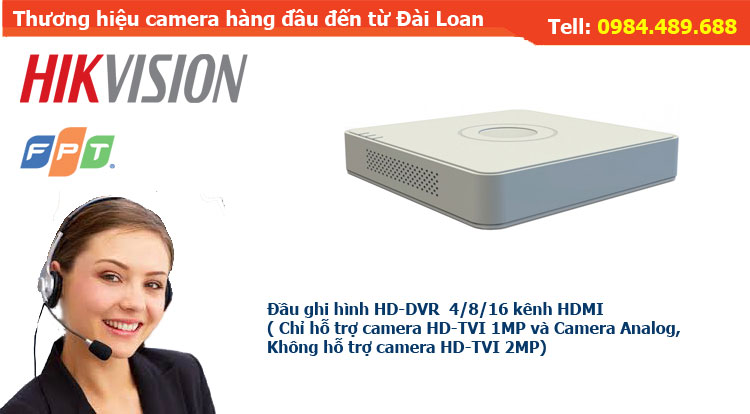 Thương hiệu camera hàng đầu đến từ Đài Loan
Tell: 0984.489.688
HIKVISION
FPT
Đầu ghi hình HD-DVR 4/8/16 kênh HDMI
( Chỉ hỗ trợ camera HD-TVI 1MP và Camera Analog,
Không hỗ trợ camera HD-TVI 2MP)